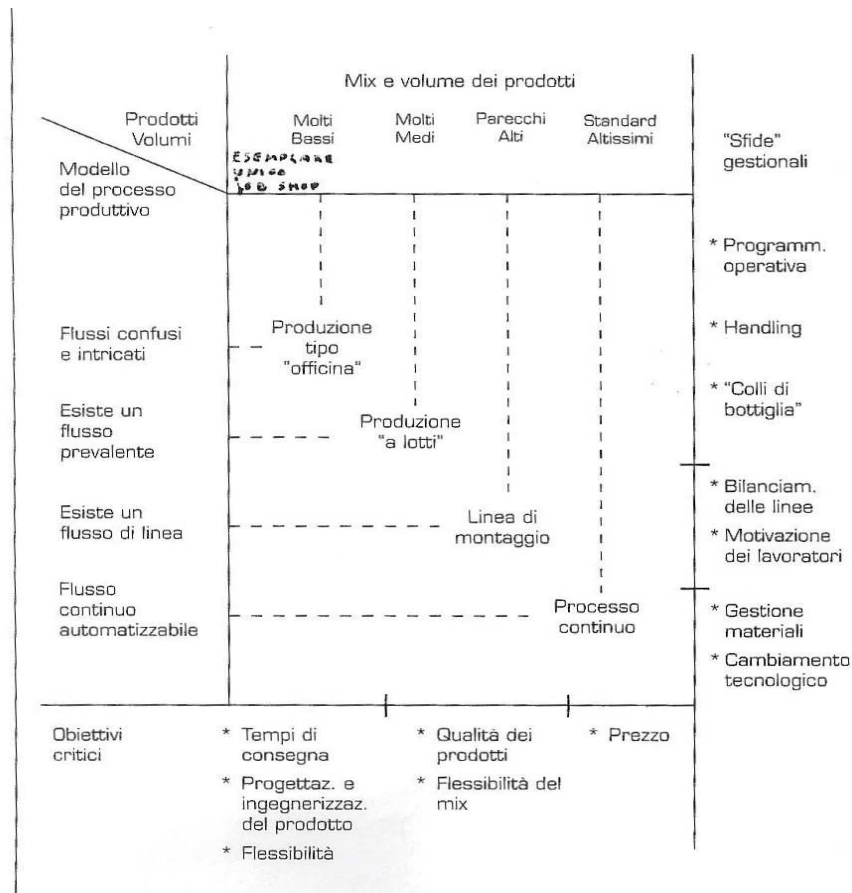 Mix e volume dei prodotti
Prodotti
Volumi
Molti
Bassi
Molti
Medi
Parecchi
Alti
Standard
Altissimi
"Sfide"
gestionali
ESEMPLARE
UNICO
JOB SHOP
Modello
del processo
produttivo
* Programm.
operativa
Flussi confusi
e intricati
Produzione
tipo
"officina"
* Handling
* "Colli di
bottiglia"
Esiste un
flusso
prevalente
Produzione
"a lotti"
* Bilanciam.
delle linee
* Motivazione
dei lavoratori
Esiste un
flusso di linea
Linea di
montaggio
Flusso
continuo
automatizzabile
Processo
continuo
* Gestione
materiali
* Cambiamento
tecnologico
Obiettivi
critici
* Tempi di
consegna
* Progettaz. e
ingegnerizzaz.
del prodotto
* Flessibilità
* Qualità dei
prodotti
* Flessibilità del
mix
* Prezzo